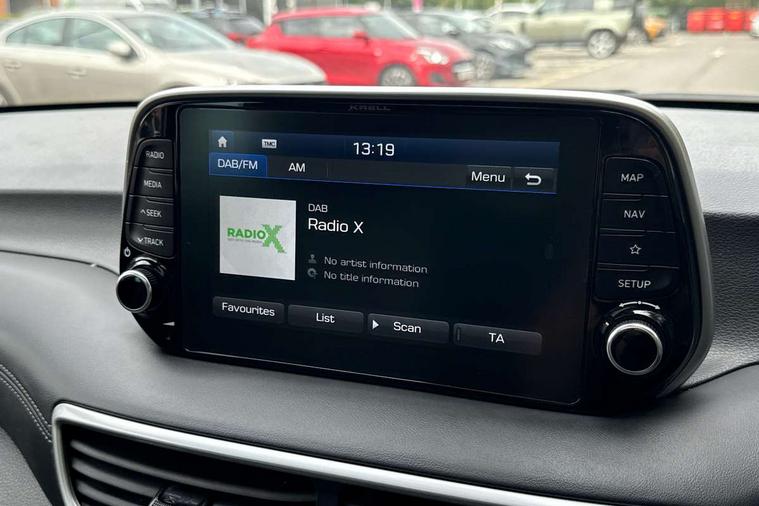 KRELL
TMC
13:19
DAB/FM
AM
Menu
RADIO
MEDIA
SEEK
TRACK
MAP
NAV
SETUP
DAB
Radio X
RADIO X
No artist information
No title information
Favourites
List
Scan
TA